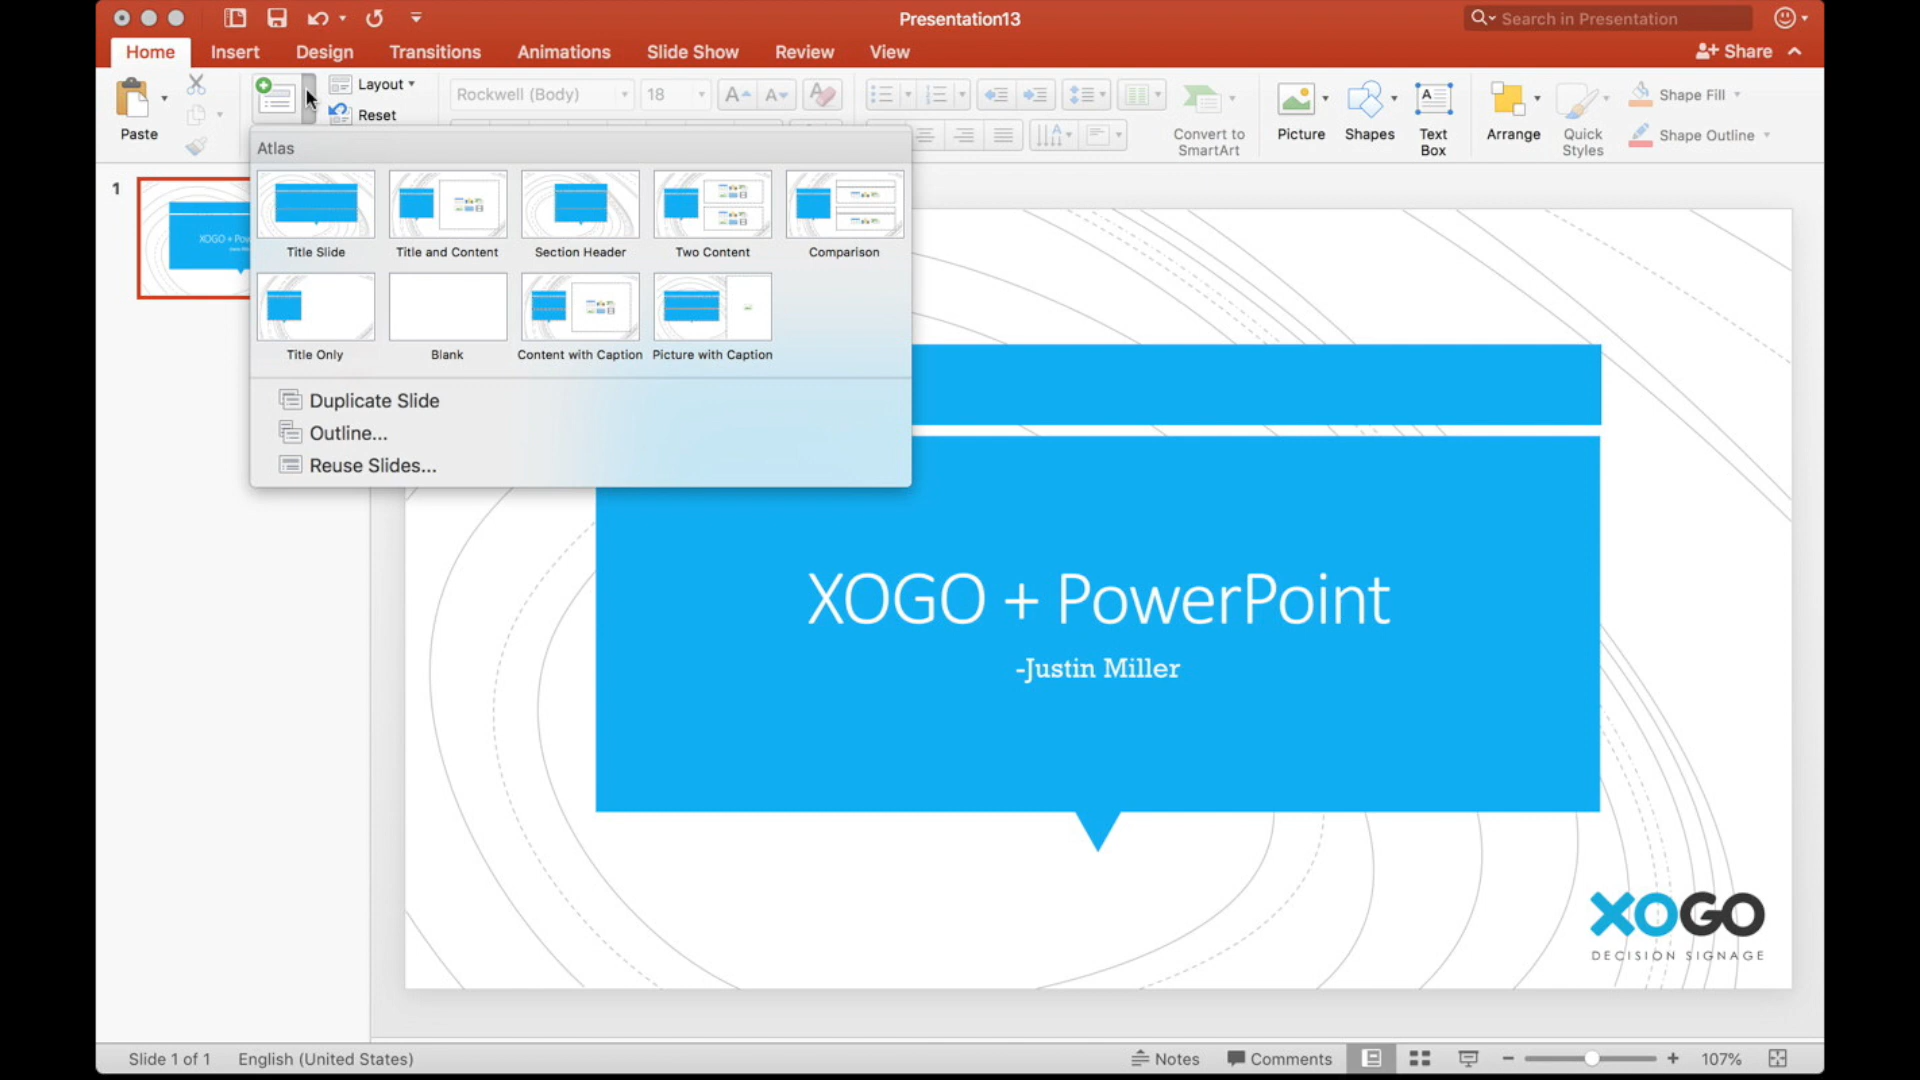 Presentation13
Search in Presentation
Home Insert Design Transitions Animations Slide Show Review View
Share
Paste
Layout
Reset
Rockwell (Body) 18
Convert to
SmartArt
Picture
Shapes
Text
Box
Arrange
Quick
Styles
Shape Fill
Shape Outline
Atlas
Title Slide Title and Content Section Header Two Content Comparison
Title Only Blank Content with Caption Picture with Caption
Duplicate Slide
Outline...
Reuse Slides...
1
XOGO + PowerPoint
-Justin Miller
XOGO
DECISION SIGNAGE
Slide 1 of 1 English (United States) Notes Comments 107%